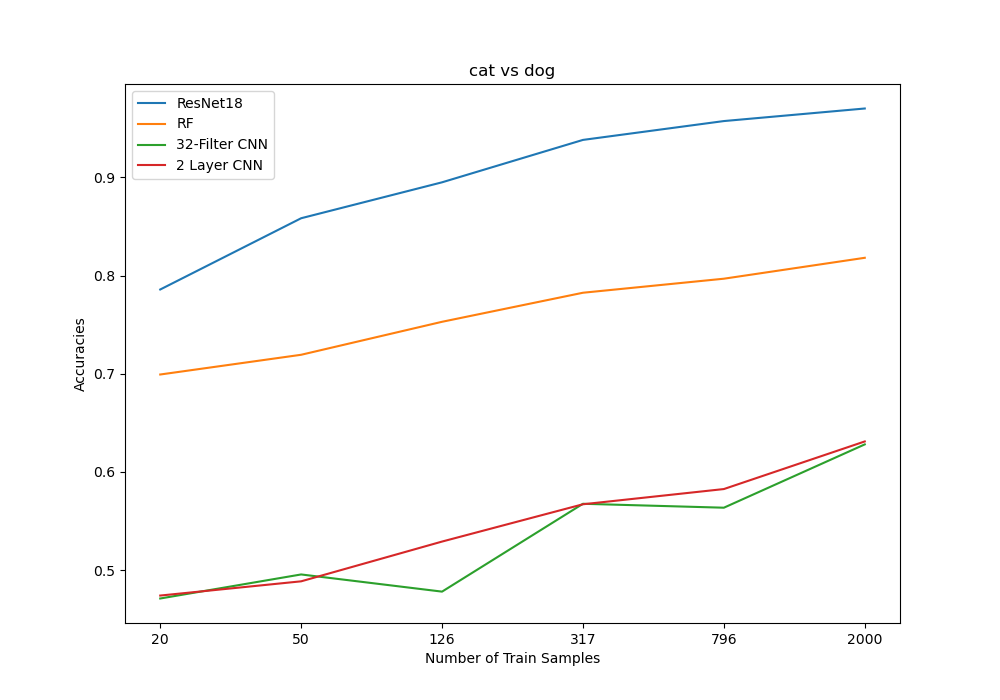 cat vs dog
ResNet18
RF
32-Filter CNN
2 Layer CNN
Accuracies
0.9
0.8
0.7
0.6
0.5
20 50 126 317 796 2000
Number of Train Samples